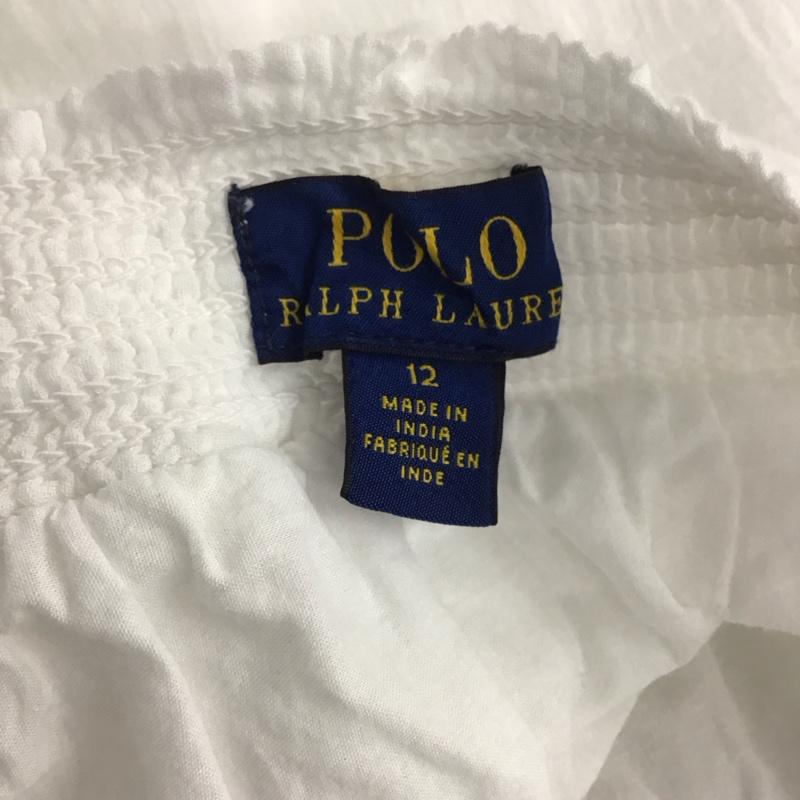 POLO
RALPH LAURE
12
MADE IN
INDIA
FABRIQUÉ EN
INDE